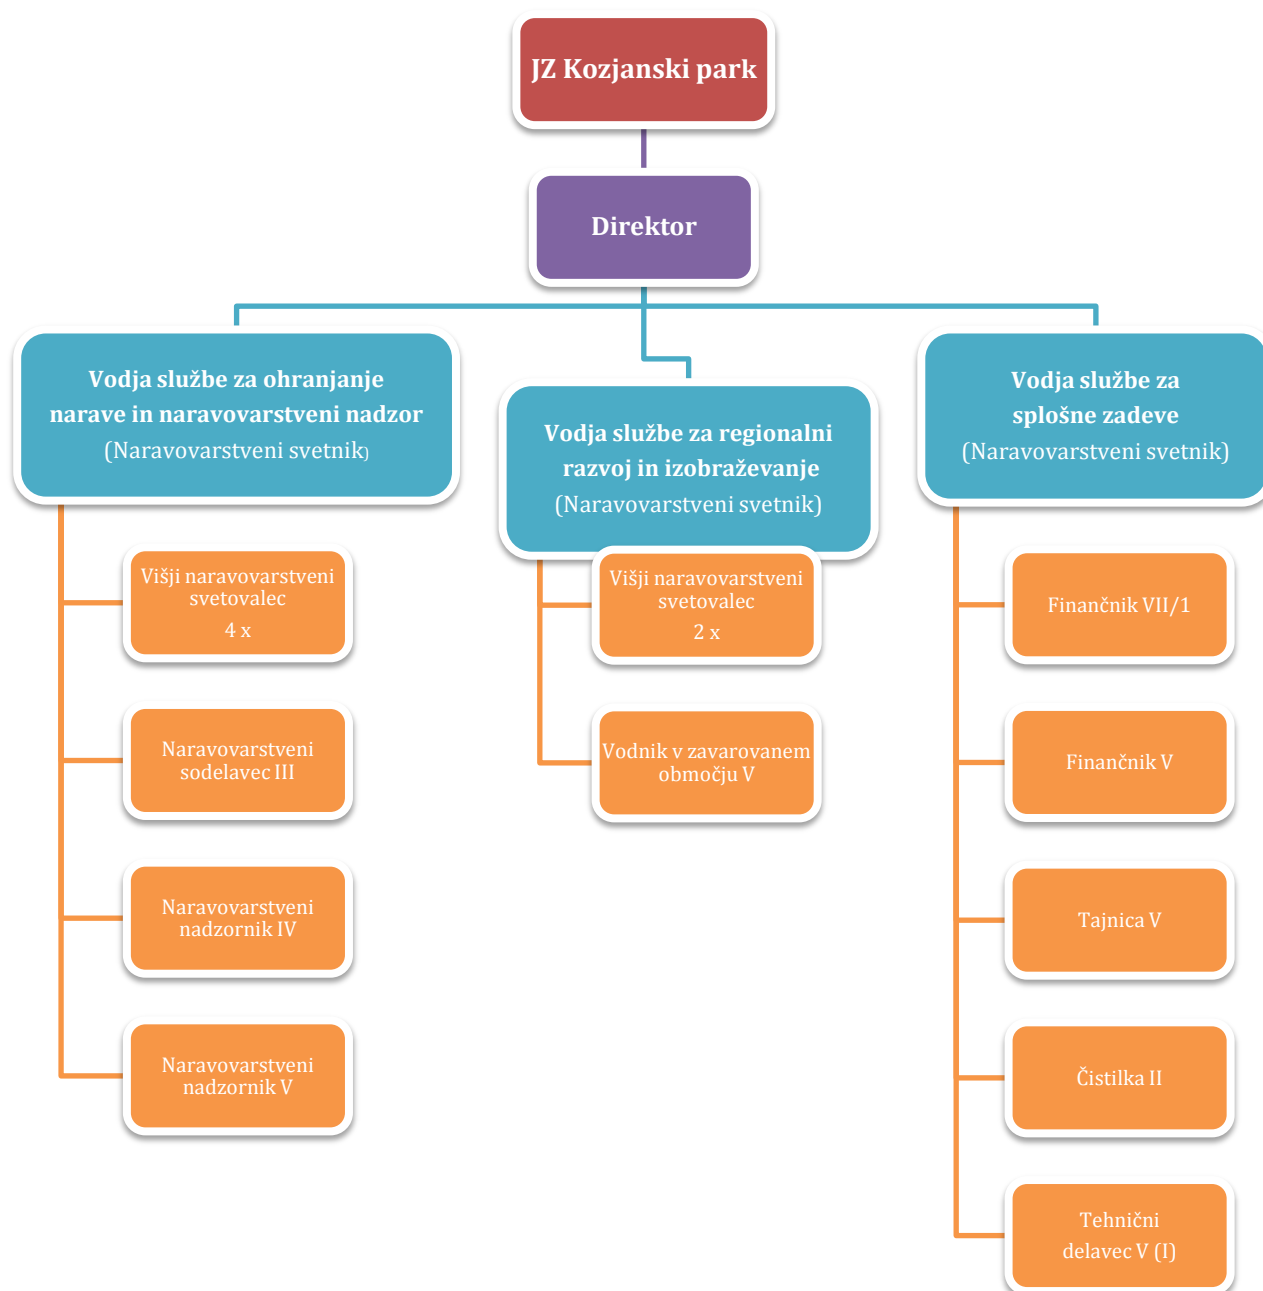 JZ Kozjanski park
Direktor
Vodja službe za ohranjanje
narave in naravovarstveni nadzor
(Naravovarstveni svetnik)
Vodja službe za regionalni
razvoj in izobraževanje
(Naravovarstveni svetnik)
Vodja službe za
splošne zadeve
(Naravovarstveni svetnik)
Višji naravovarstveni
svetovalec
4 x
Naravovarstveni
sodelavec III
Naravovarstveni
nadzornik IV
Naravovarstveni
nadzornik V
Višji naravovarstveni
svetovalec
2 x
Vodnik v zavarovanem
območju V
Finančnik VII/1
Finančnik V
Tajnica V
Čistilka II
Tehnični
delavec V (I)